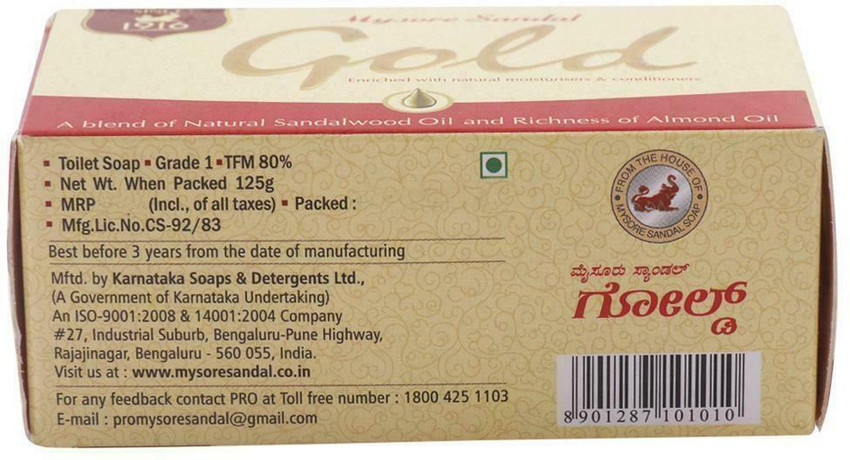 1916
Mysore Sandal
Gold
Enriched with natural moisturisers & conditioners
A blend of Natural Sandalwood Oil and Richness of Almond Oil
▪ Toilet Soap ▪ Grade 1 ▪ TFM 80%
▪ Net Wt. When Packed 125g
▪ MRP (Incl., of all taxes) ▪ Packed :
▪ Mfg.Lic.No.CS-92/83
Best before 3 years from the date of manufacturing
Mftd. by Karnataka Soaps & Detergents Ltd.,
(A Government of Karnataka Undertaking)
An ISO-9001:2008 & 14001:2004 Company
#27, Industrial Suburb, Bengaluru-Pune Highway,
Rajajinagar, Bengaluru - 560 055, India.
Visit us at : www.mysoresandal.co.in
For any feedback contact PRO at Toll free number : 1800 425 1103
E-mail : promysoresandal@gmail.com
• FROM THE HOUSE OF •
MYSORE SANDAL SOAP
ಮೈಸೂರು ಸ್ಯಾಂಡಲ್
ಗೋಲ್ಡ್
8 901287 101010